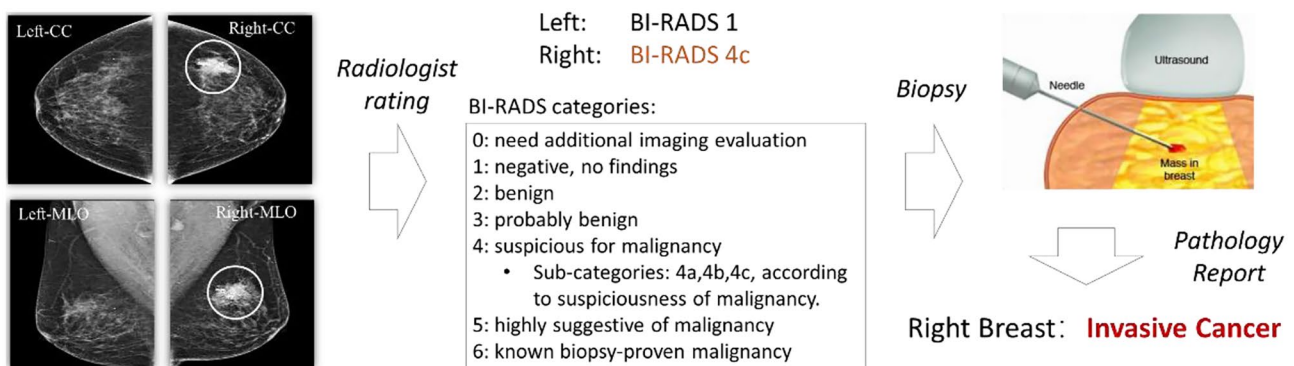 Left-CC
Right-CC
Left-MLO
Right-MLO
Radiologist
rating
Left: BI-RADS 1
Right: BI-RADS 4c
BI-RADS categories:
0: need additional imaging evaluation
1: negative, no findings
2: benign
3: probably benign
4: suspicious for malignancy
• Sub-categories: 4a,4b,4c, according
to suspiciousness of malignancy.
5: highly suggestive of malignancy
6: known biopsy-proven malignancy
Biopsy
Ultrasound
Needle
Mass in
breast
Pathology
Report
Right Breast: Invasive Cancer